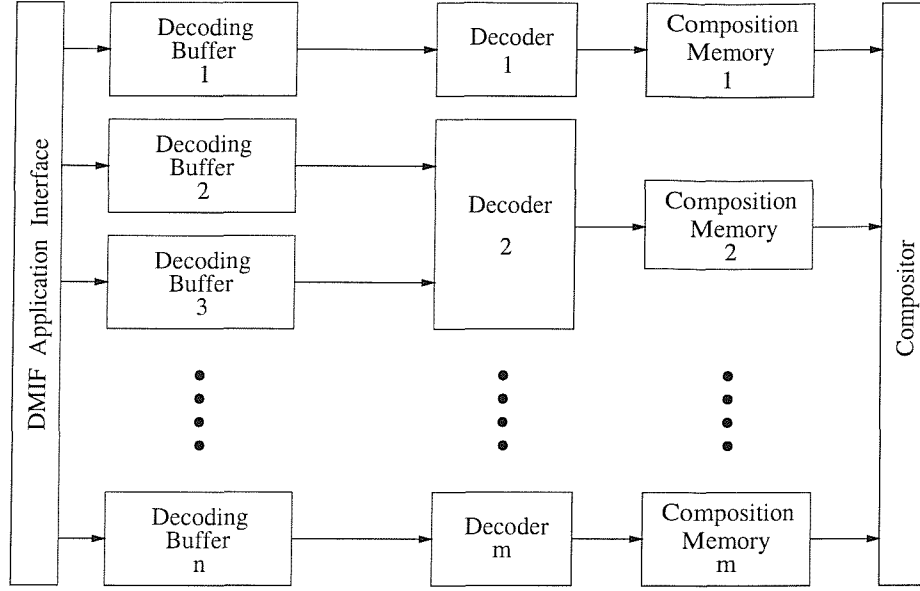 DMIF Application Interface
Decoding
Buffer
1
Decoder
1
Composition
Memory
1
Decoding
Buffer
2
Decoding
Buffer
3
Decoder
2
Composition
Memory
2
Decoding
Buffer
n
Decoder
m
Composition
Memory
m
Compositor